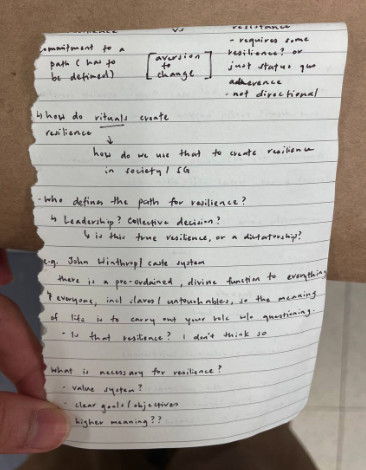 resilience vs resistance
commitment to a - requires some
path (has to [aversion to change] resilience? or
be defined) just status quo
adherence
- not directional
↳ how do rituals create
resilience
↓
how do we use that to create resilience
in society / SG
- who defines the path for resilience?
↳ Leadership? Collective decision?
↳ is this true resilience, or a dictatorship?
e.g. John Winthrop / caste system
there is a pre-ordained, divine function to everything
& everyone, incl slaves / untouchables, so the meaning
of life is to carry out your role w/o questioning.
- Is that resilience? I don't think so
What is necessary for resilience?
- value system?
- clear goals / objectives
- higher meaning??